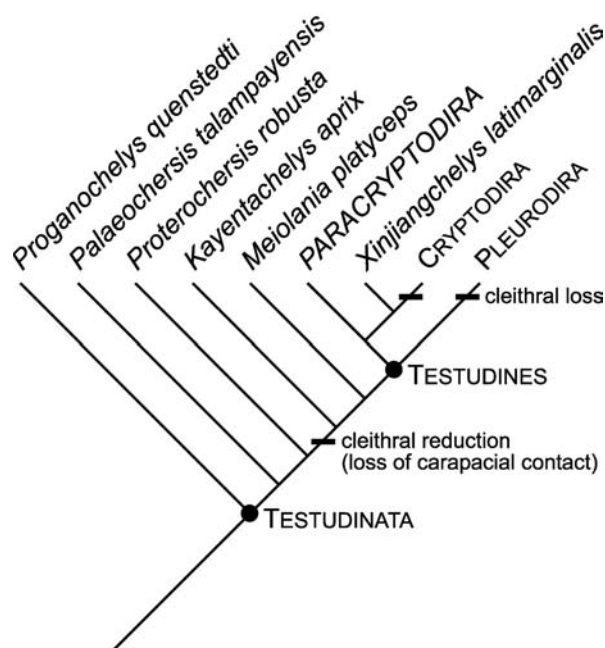 Proganochelys quenstedti
Palaeochersis talampayensis
Proterochersis robusta
Kayentachelys aprix
Meiolania platyceps
PARACRYPTODIRA
Xinjiangchelys latimarginalis
CRYPTODIRA
PLEURODIRA
cleithral loss
TESTUDINES
cleithral reduction
(loss of carapacial contact)
TESTUDINATA